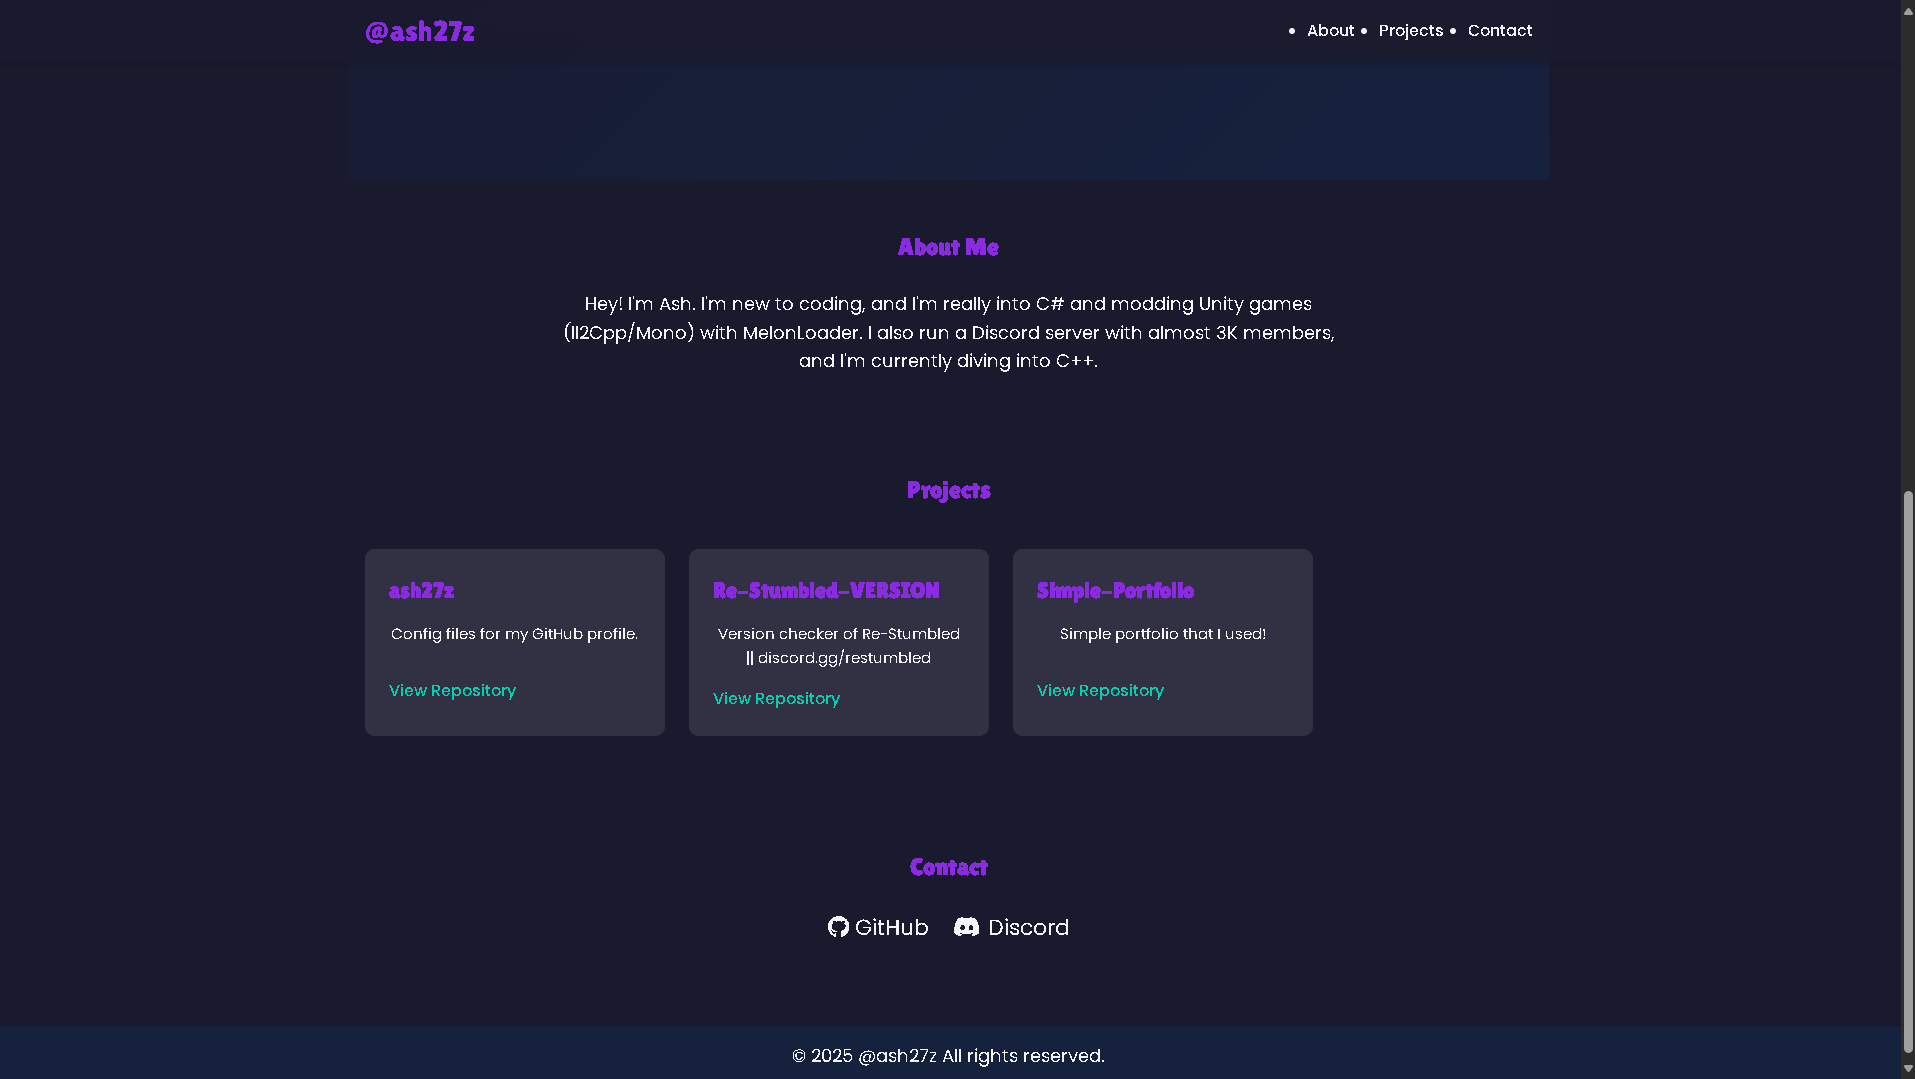 @ash27z
• About • Projects • Contact
About Me
Hey! I'm Ash. I'm new to coding, and I'm really into C# and modding Unity games
(Il2Cpp/Mono) with MelonLoader. I also run a Discord server with almost 3K members,
and I'm currently diving into C++.
Projects
ash27z
Config files for my GitHub profile.
View Repository
Re-Stumbled-VERSION
Version checker of Re-Stumbled
|| discord.gg/restumbled
View Repository
Simple-Portfolio
Simple portfolio that I used!
View Repository
Contact
GitHub Discord
© 2025 @ash27z All rights reserved.